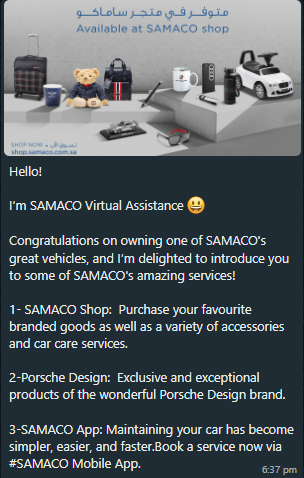 متوفر في متجر ساماكو
Available at SAMACO shop
SHOP NOW • تسوق الآن
shop.samaco.com.sa
Hello!
I'm SAMACO Virtual Assistance 😃
Congratulations on owning one of SAMACO's
great vehicles, and I'm delighted to introduce you
to some of SAMACO's amazing services!
1- SAMACO Shop:  Purchase your favourite
branded goods as well as a variety of accessories
and car care services.
2-Porsche Design:  Exclusive and exceptional
products of the wonderful Porsche Design brand.
3-SAMACO App: Maintaining your car has become
simpler, easier, and faster.Book a service now via
#SAMACO Mobile App.
6:37 pm